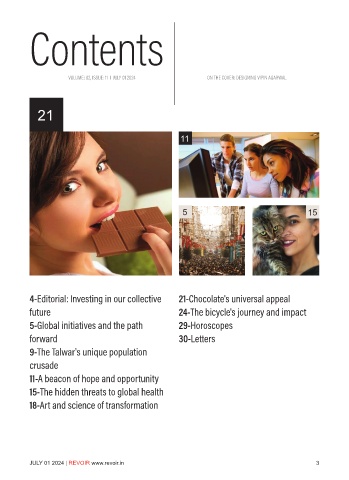 Contents
VOLUME: 02, ISSUE: 11 | JULY 01 2024
ON THE COVER: DESIGNING VIPIN AGARWAL
21
11
5
15
4-Editorial: Investing in our collective
future
5-Global initiatives and the path
forward
9-The Talwar's unique population
crusade
11-A beacon of hope and opportunity
15-The hidden threats to global health
18-Art and science of transformation
21-Chocolate's universal appeal
24-The bicycle's journey and impact
29-Horoscopes
30-Letters
JULY 01 2024 | REVOIR www.revoir.in
3